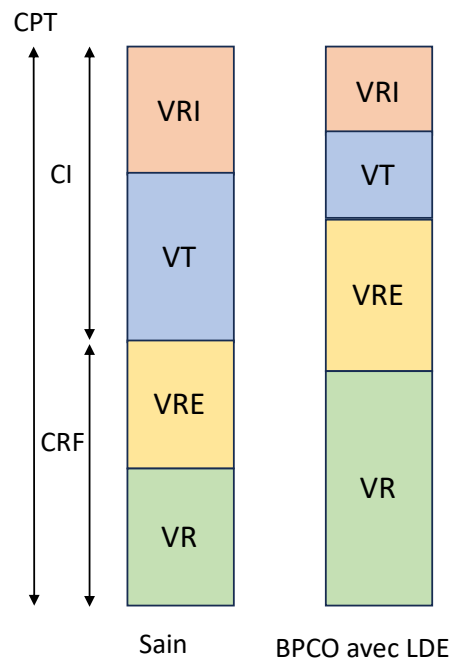 CPT
CI
CRF
VRI
VT
VRE
VR
Sain
VRI
VT
VRE
VR
BPCO avec LDE